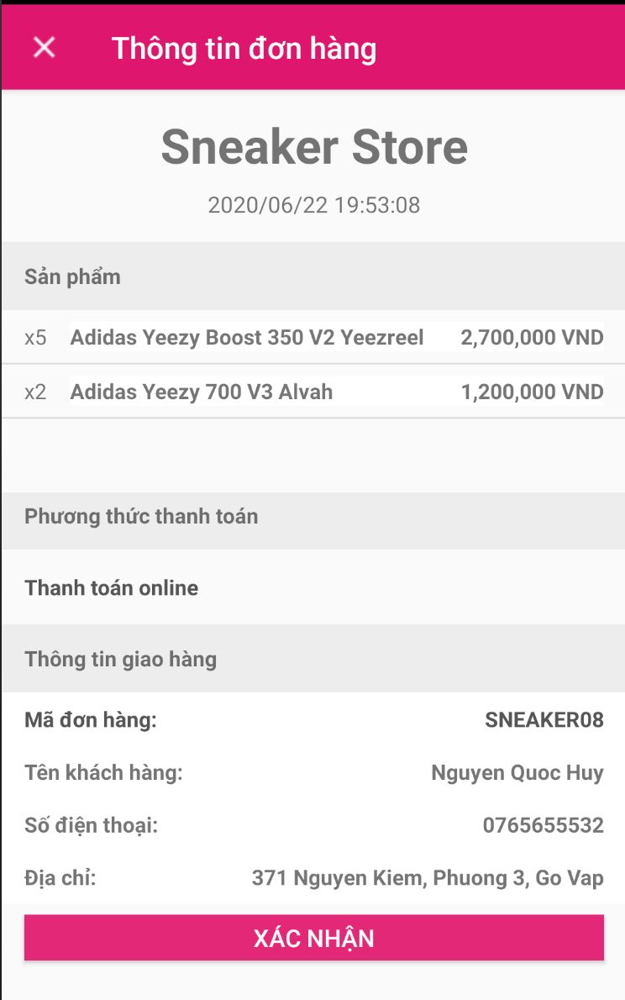 Thông tin đơn hàng
Sneaker Store
2020/06/22 19:53:08
Sản phẩm
x5 Adidas Yeezy Boost 350 V2 Yeezreel 2,700,000 VND
x2 Adidas Yeezy 700 V3 Alvah 1,200,000 VND
Phương thức thanh toán
Thanh toán online
Thông tin giao hàng
Mã đơn hàng: SNEAKER08
Tên khách hàng: Nguyen Quoc Huy
Số điện thoại: 0765655532
Địa chỉ: 371 Nguyen Kiem, Phuong 3, Go Vap
XÁC NHẬN